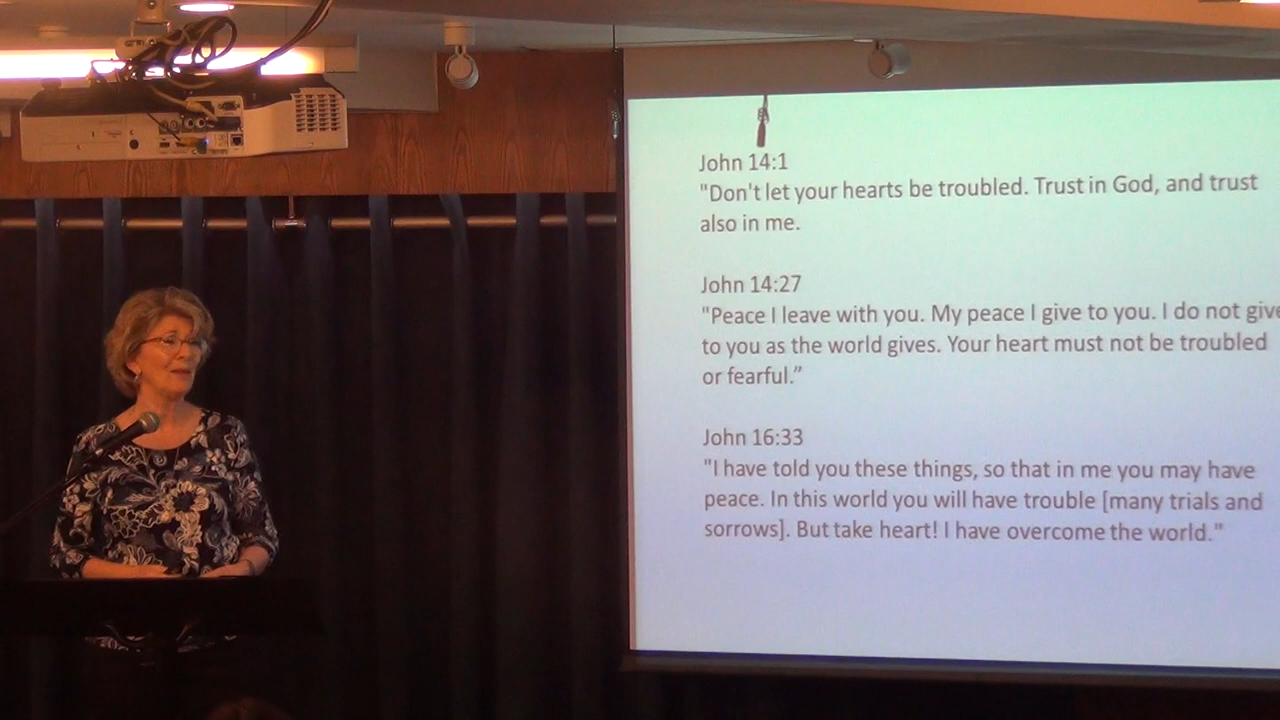 John 14:1
"Don't let your hearts be troubled. Trust in God, and trust
also in me.
John 14:27
"Peace I leave with you. My peace I give to you. I do not give
to you as the world gives. Your heart must not be troubled
or fearful.”
John 16:33
"I have told you these things, so that in me you may have
peace. In this world you will have trouble [many trials and
sorrows]. But take heart! I have overcome the world."